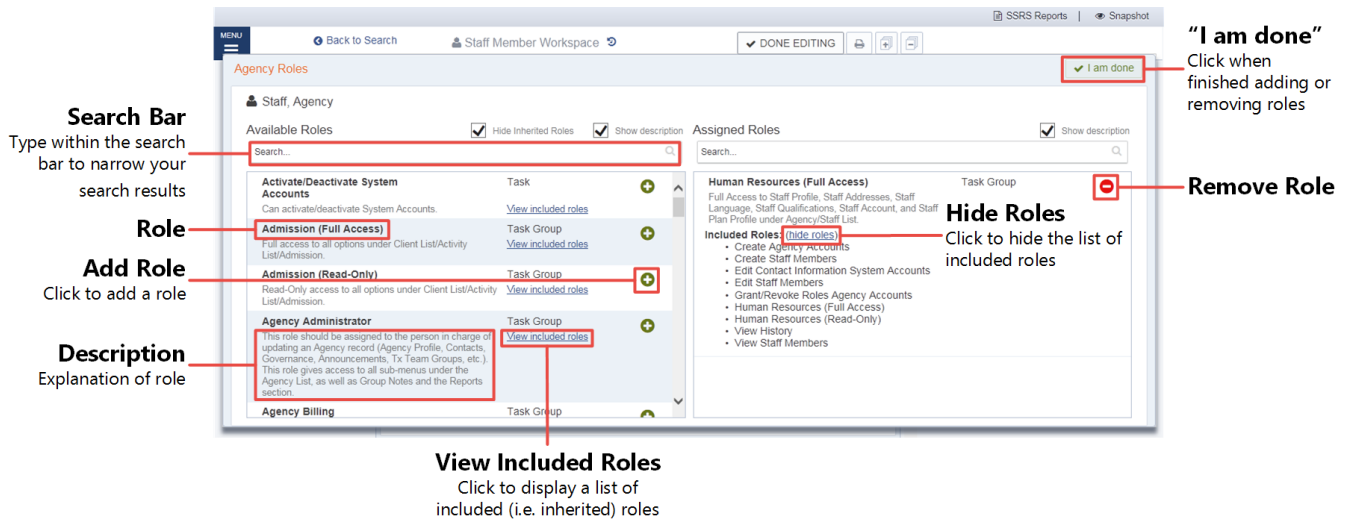 SSRS Reports | Snapshot
MENU
Back to Search
Staff Member Workspace
DONE EDITING
Agency Roles
I am done
Staff, Agency
Available Roles
Hide Inherited Roles
Show description
Search...
Activate/Deactivate System
Accounts
Task
Can activate/deactivate System Accounts.
View included roles
Admission (Full Access)
Task Group
Full access to all options under Client List/Activity
List/Admission.
View included roles
Admission (Read-Only)
Task Group
Read-Only access to all options under Client List/Activity
List/Admission.
View included roles
Agency Administrator
Task Group
This role should be assigned to the person in charge of
updating an Agency record (Agency Profile, Contacts,
Governance, Announcements, Tx Team Groups, etc.).
This role gives access to all sub-menus under the
Agency List, as well as Group Notes and the Reports
section.
View included roles
Agency Billing
Task Group
Assigned Roles
Show description
Search...
Human Resources (Full Access)
Task Group
Full Access to Staff Profile, Staff Addresses, Staff
Language, Staff Qualifications, Staff Account, and Staff
Plan Profile under Agency/Staff List.
Included Roles: (hide roles)
• Create Agency Accounts
• Create Staff Members
• Edit Contact Information System Accounts
• Edit Staff Members
• Grant/Revoke Roles Agency Accounts
• Human Resources (Full Access)
• Human Resources (Read-Only)
• View History
• View Staff Members
Search Bar
Type within the search
bar to narrow your
search results
Role
Add Role
Click to add a role
Description
Explanation of role
View Included Roles
Click to display a list of
included (i.e. inherited) roles
“I am done”
Click when
finished adding or
removing roles
Remove Role
Hide Roles
Click to hide the list of
included roles